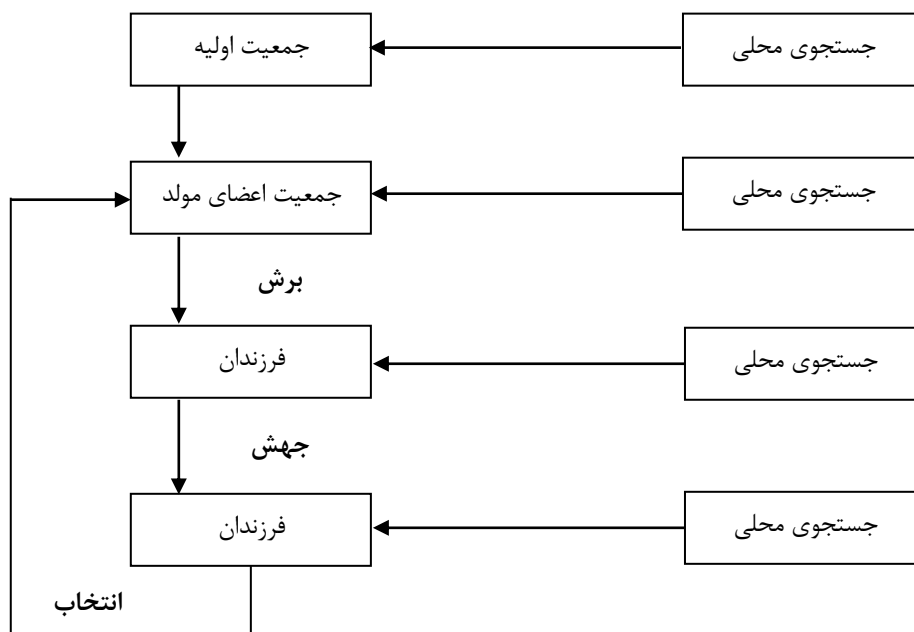 جستجوی محلی
جمعیت اولیه
جستجوی محلی
جمعیت اعضای مولد
برش
جستجوی محلی
فرزندان
جهش
جستجوی محلی
فرزندان
انتخاب